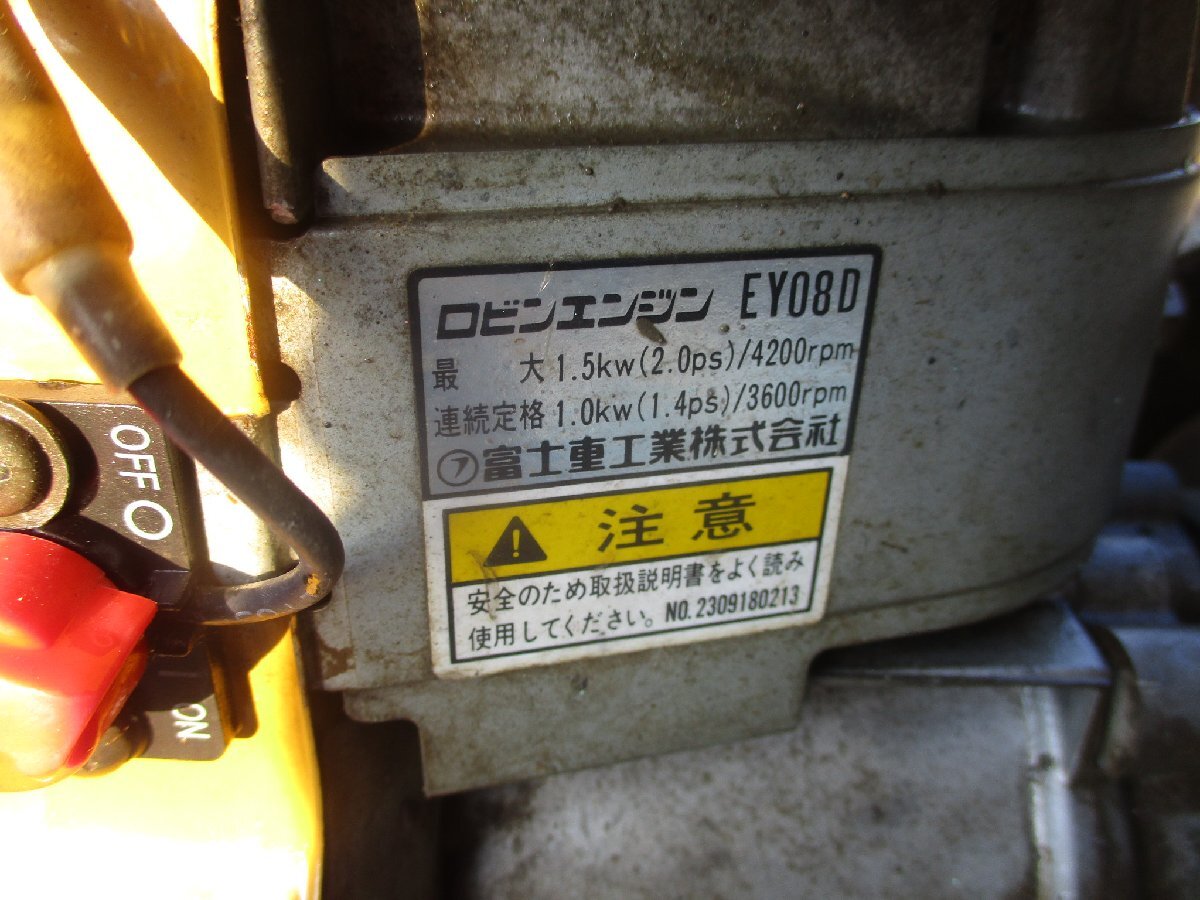 ロビンエンジン EY08D
最 大 1.5kw(2.0ps)/4200rpm
連続定格 1.0kw(1.4ps)/3600rpm
㋐富士重工業株式会社
注意
安全のため取扱説明書をよく読み
使用してください。 NO.2309180213
OFF
ON